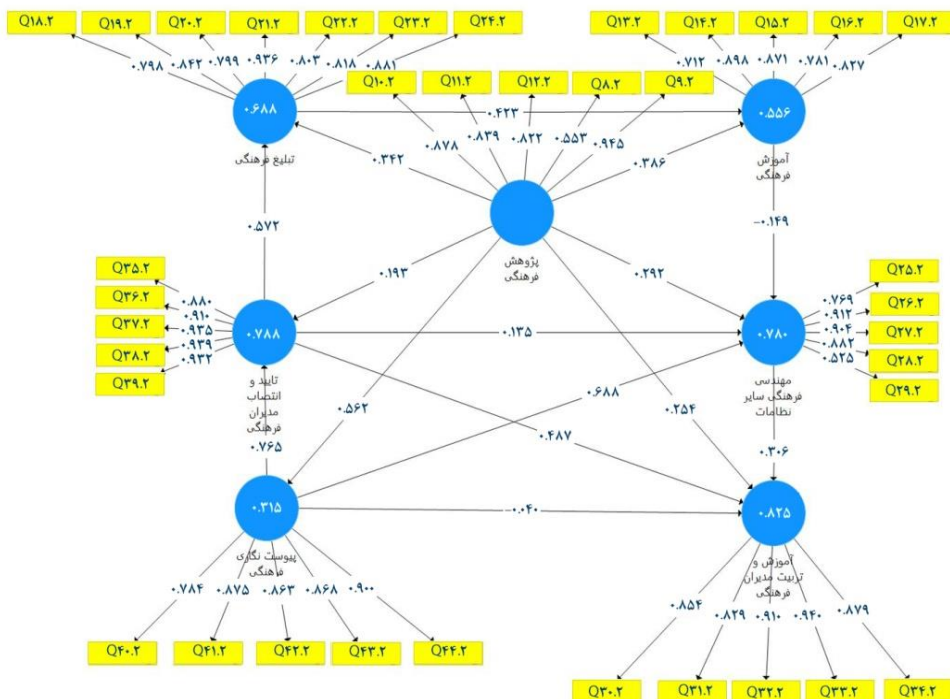 Q۱۸.۲ Q۱۹.۲ Q۲۰.۲ Q۲۱.۲ Q۲۲.۲ Q۲۳.۲ Q۲۴.۲
Q۱۳.۲ Q۱۴.۲ Q۱۵.۲ Q۱۶.۲ Q۱۷.۲
۰.۷۹۸ ۰.۸۴۲ ۰.۷۹۹ ۰.۹۳۶ ۰.۸۰۳ ۰.۸۱۸ ۰.۸۸۱
۰.۷۱۲ ۰.۸۹۸ ۰.۸۷۱ ۰.۷۸۱ ۰.۸۲۷
Q۱۰.۲ Q۱۱.۲ Q۱۲.۲ Q۸.۲ Q۹.۲
۰.۶۸۸
۰.۴۲۳
۰.۵۵۶
۰.۸۷۸ ۰.۸۳۹ ۰.۸۲۲ ۰.۵۵۳ ۰.۹۴۵
تبلیغ فرهنگی
آموزش
فرهنگی
۰.۳۴۲
۰.۳۸۶
۰.۵۷۲
−۰.۱۴۹
پژوهش
فرهنگی
۰.۱۹۳
۰.۲۹۲
Q۳۵.۲
Q۳۶.۲
Q۳۷.۲
Q۳۸.۲
Q۳۹.۲
۰.۸۸۰
۰.۹۱۰
۰.۹۳۵
۰.۹۳۹
۰.۹۳۲
۰.۷۸۸
۰.۱۳۵
۰.۷۸۰
۰.۷۶۹
۰.۹۱۲
۰.۹۰۴
۰.۸۸۲
۰.۵۲۵
Q۲۵.۲
Q۲۶.۲
Q۲۷.۲
Q۲۸.۲
Q۲۹.۲
تایید و
انتصاب
مدیران
فرهنگی
مهندسی
فرهنگی سایر
نظامات
۰.۵۶۲
۰.۶۸۸
۰.۲۵۴
۰.۷۶۵
۰.۴۸۷
۰.۳۰۶
۰.۳۱۵
−۰.۰۴۰
۰.۸۲۵
پیوست نگاری
فرهنگی
آموزش و
تربیت مدیران
فرهنگی
۰.۷۸۴ ۰.۸۷۵ ۰.۸۶۳ ۰.۸۶۸ ۰.۹۰۰
۰.۸۵۴ ۰.۸۲۹ ۰.۹۱۰ ۰.۹۴۰ ۰.۸۷۹
Q۴۰.۲ Q۴۱.۲ Q۴۲.۲ Q۴۳.۲ Q۴۴.۲
Q۳۰.۲ Q۳۱.۲ Q۳۲.۲ Q۳۳.۲ Q۳۴.۲